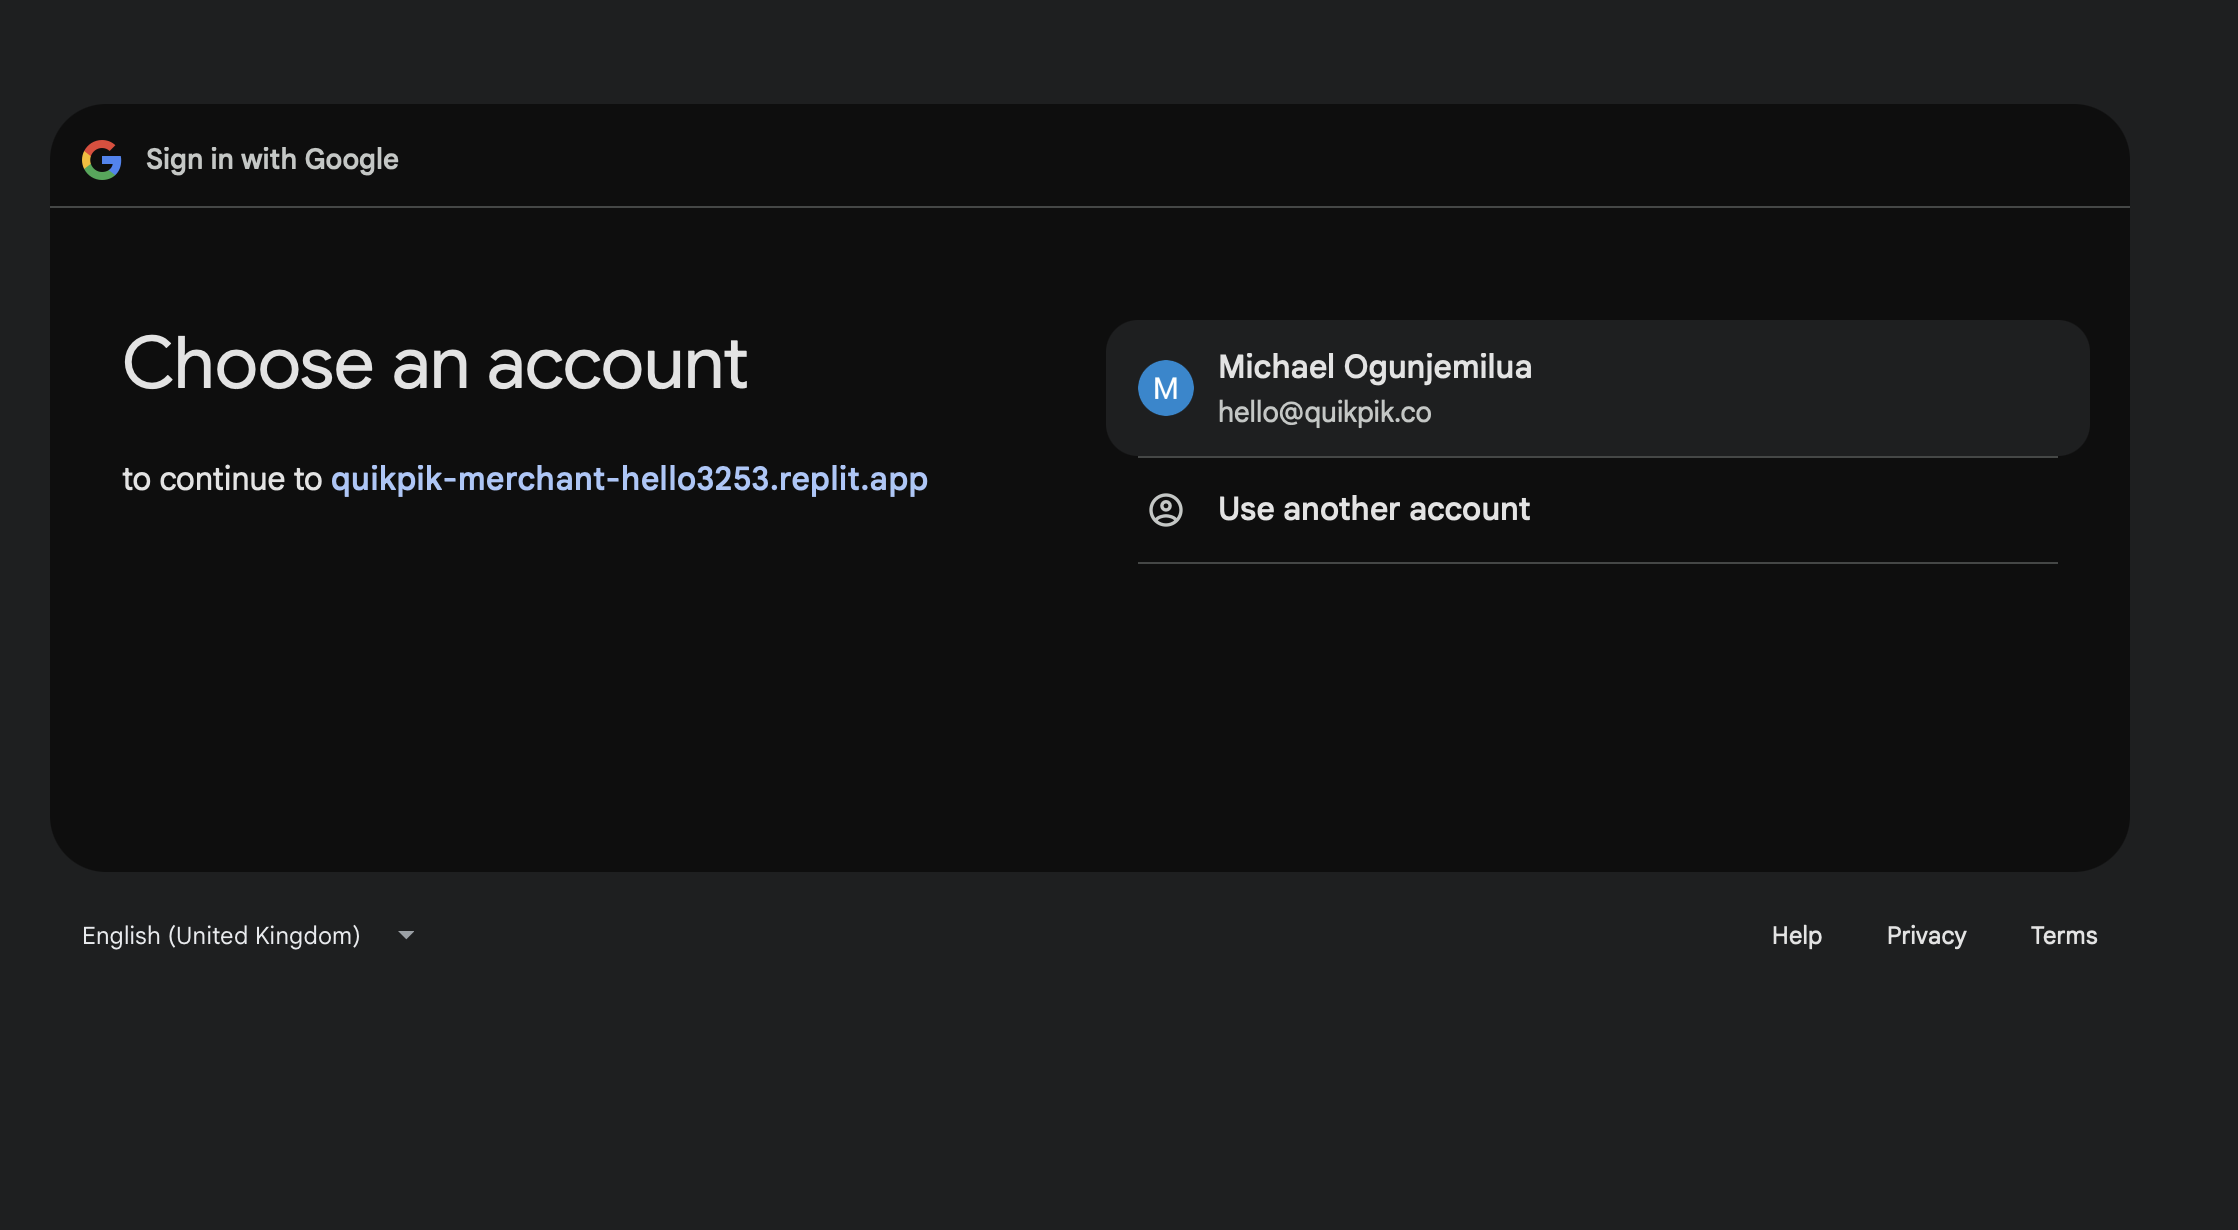 Sign in with Google
Choose an account
to continue to quikpik-merchant-hello3253.replit.app
M
Michael Ogunjemilua
hello@quikpik.co
Use another account
English (United Kingdom)
Help
Privacy
Terms